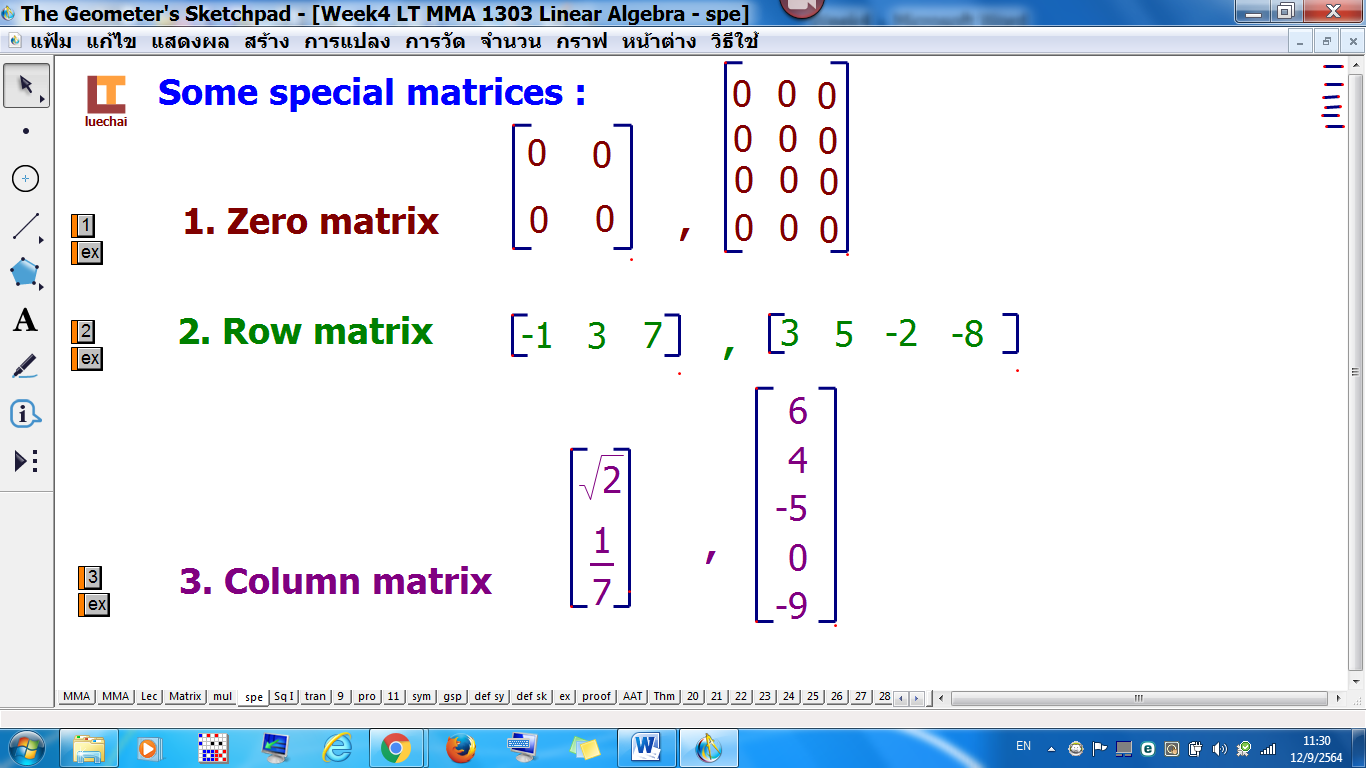 The Geometer's Sketchpad - [Week4 LT MMA 1303 Linear Algebra - spe]
แฟ้ม แก้ไข แสดงผล สร้าง การแปลง การวัด จำนวน กราฟ หน้าต่าง วิธีใช้
LT
luechai
Some special matrices :
1
ex
1. Zero matrix
0 0
0 0
,
0 0 0
0 0 0
0 0 0
0 0 0
2
ex
2. Row matrix
[-1 3 7] , [3 5 -2 -8]
3
ex
3. Column matrix
√2
1/7
,
6
4
-5
0
-9
A
MMA MMA Lec Matrix mul spe Sq I tran 9 pro 11 sym gsp def sy def sk ex proof AAT Thm 20 21 22 23 24 25 26 27 28
EN
11:30
12/9/2564